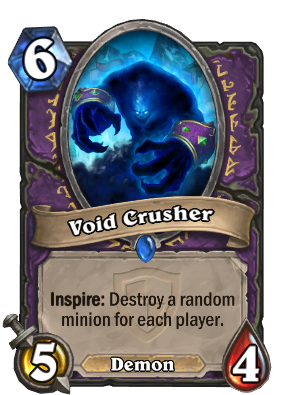 6
Void Crusher
Inspire: Destroy a random
minion for each player.
5
Demon
4